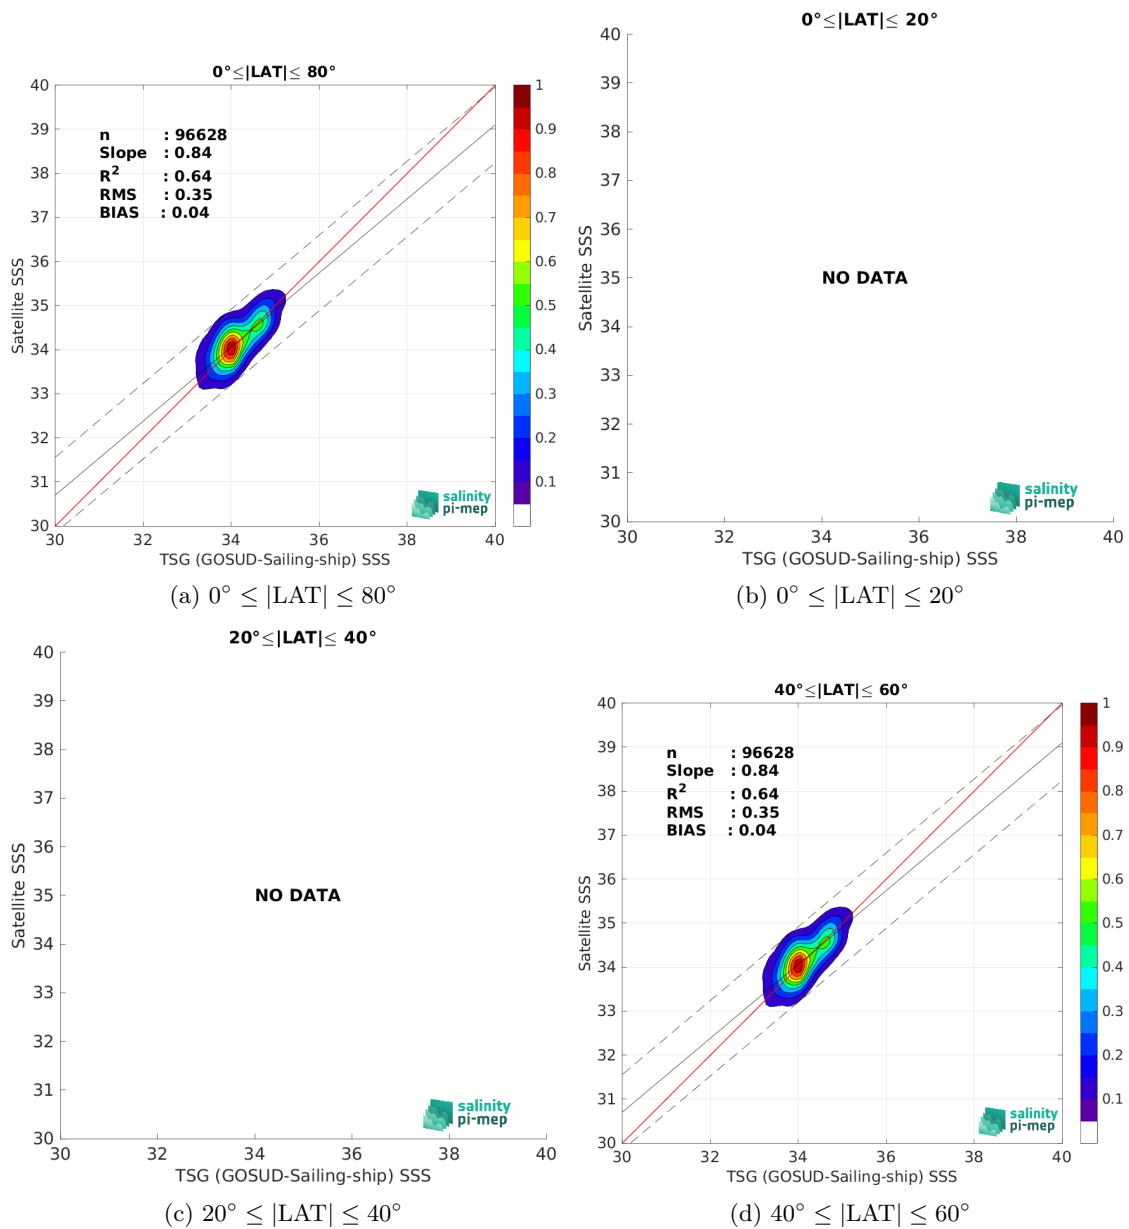 0°≤|LAT|≤ 80°
40
39
38
37
36
35
34
33
32
31
30
Satellite SSS
n : 96628
Slope : 0.84
R² : 0.64
RMS : 0.35
BIAS : 0.04
salinity
pi-mep
30 32 34 36 38 40
TSG (GOSUD-Sailing-ship) SSS
1
0.9
0.8
0.7
0.6
0.5
0.4
0.3
0.2
0.1
(a) 0° ≤ |LAT| ≤ 80°
0°≤|LAT|≤ 20°
40
39
38
37
36
35
34
33
32
31
30
Satellite SSS
NO DATA
salinity
pi-mep
30 32 34 36 38 40
TSG (GOSUD-Sailing-ship) SSS
(b) 0° ≤ |LAT| ≤ 20°
20°≤|LAT|≤ 40°
40
39
38
37
36
35
34
33
32
31
30
Satellite SSS
NO DATA
salinity
pi-mep
30 32 34 36 38 40
TSG (GOSUD-Sailing-ship) SSS
(c) 20° ≤ |LAT| ≤ 40°
40°≤|LAT|≤ 60°
40
39
38
37
36
35
34
33
32
31
30
Satellite SSS
n : 96628
Slope : 0.84
R² : 0.64
RMS : 0.35
BIAS : 0.04
salinity
pi-mep
30 32 34 36 38 40
TSG (GOSUD-Sailing-ship) SSS
1
0.9
0.8
0.7
0.6
0.5
0.4
0.3
0.2
0.1
(d) 40° ≤ |LAT| ≤ 60°